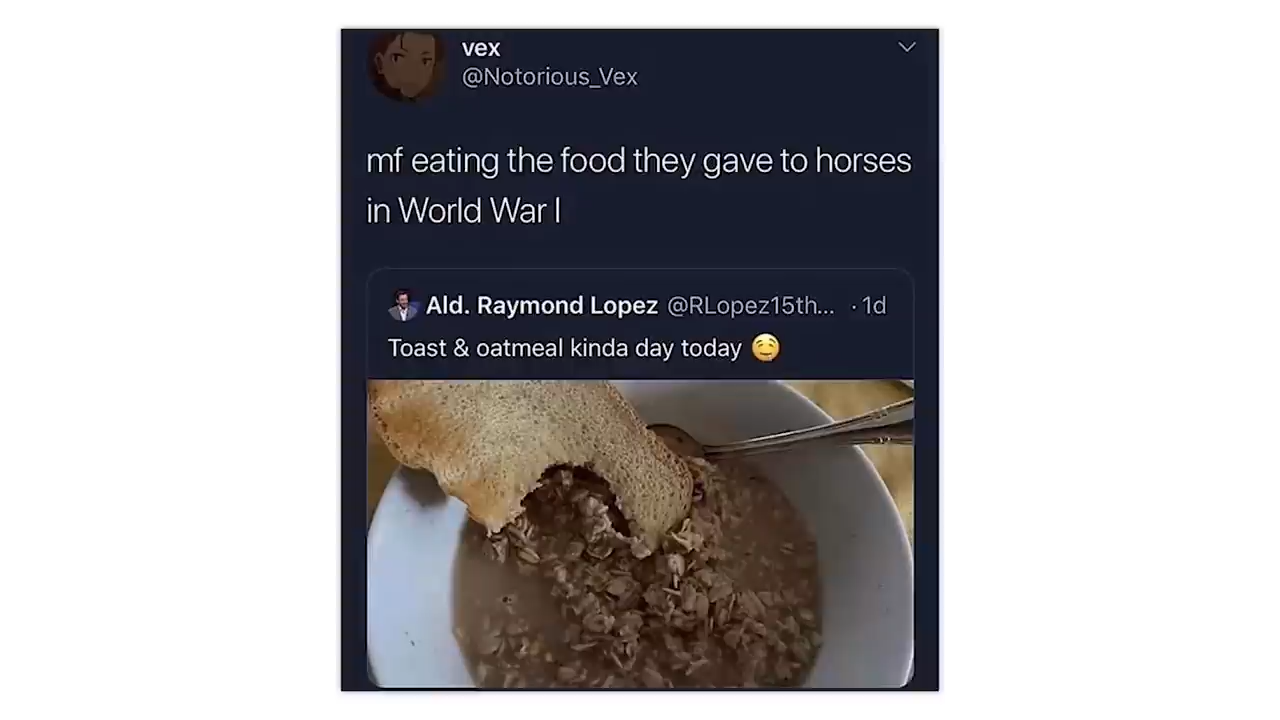 vex
@Notorious_Vex
mf eating the food they gave to horses
in World War I
Ald. Raymond Lopez @RLopez15th... · 1d
Toast & oatmeal kinda day today 🤤